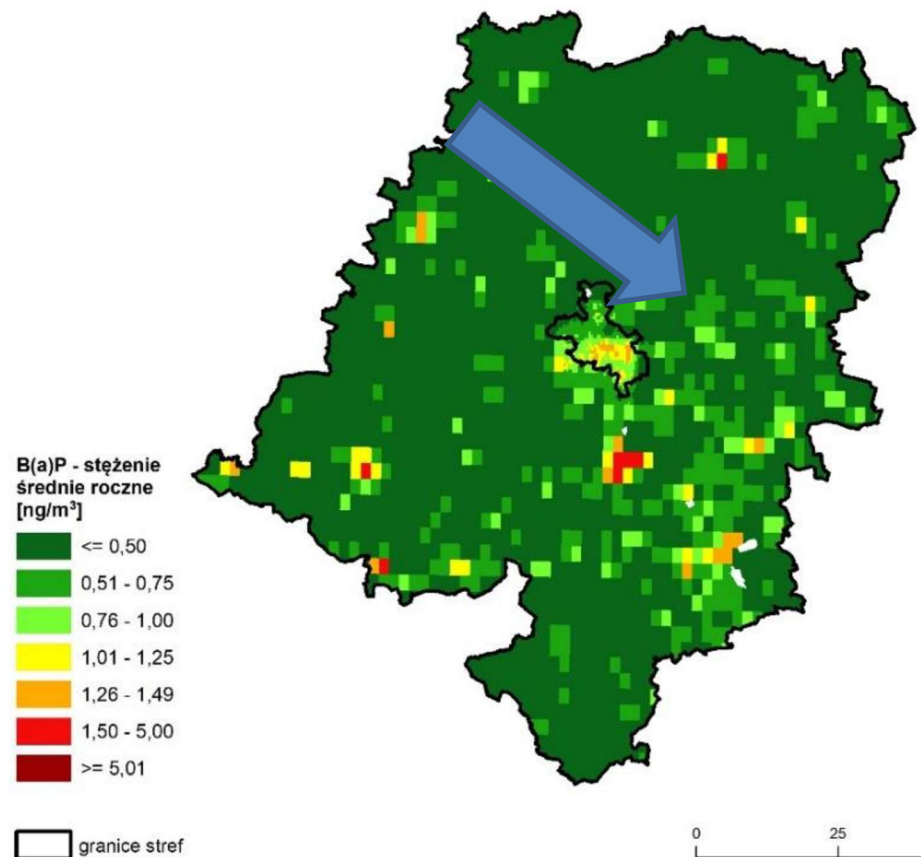 B(a)P - stężenie
średnie roczne
[ng/m³]
<= 0,50
0,51 - 0,75
0,76 - 1,00
1,01 - 1,25
1,26 - 1,49
1,50 - 5,00
>= 5,01
granice stref
0 25